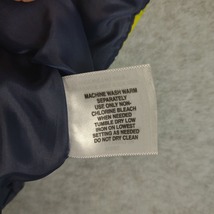 MACHINE WASH WARM
SEPARATELY
USE ONLY NON-
CHLORINE BLEACH
WHEN NEEDED
TUMBLE DRY LOW
IRON ON LOWEST
SETTING AS NEEDED
DO NOT DRY CLEAN